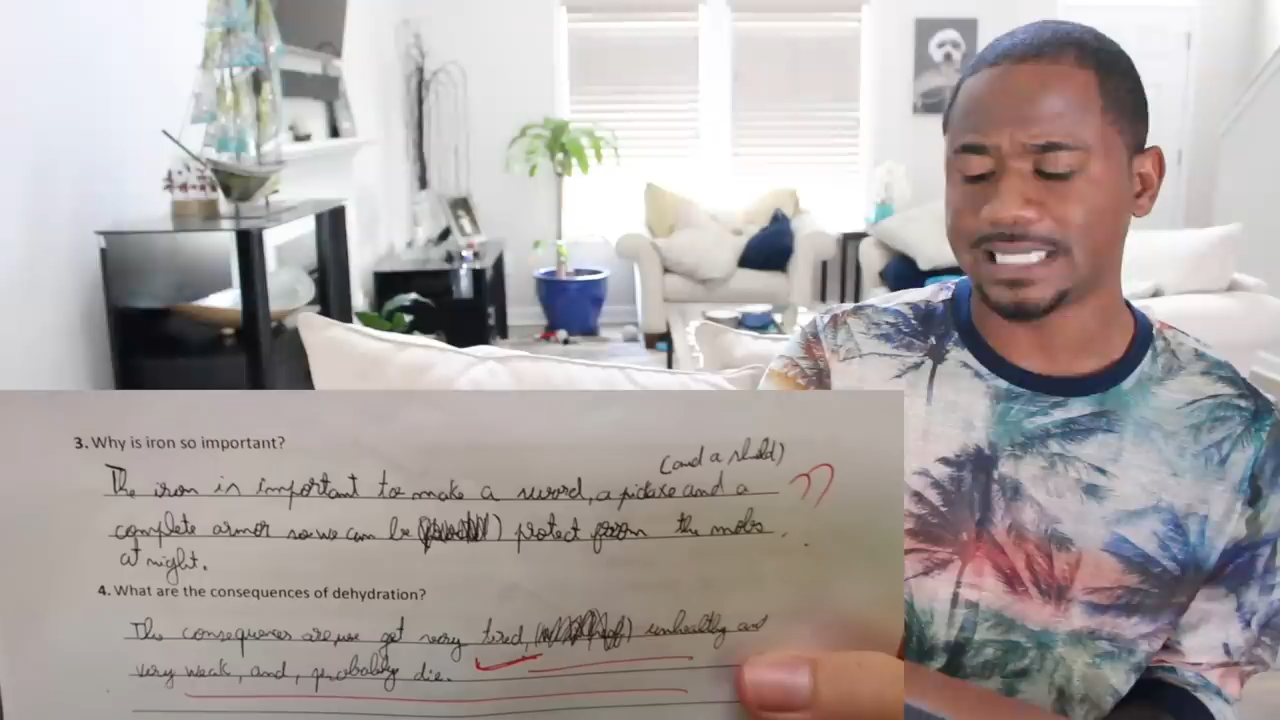 3. Why is iron so important?
(and a shield)
The iron is important to make a sword, a pickaxe and a
complete armor so we can be protect from the mobs
at night.
4. What are the consequences of dehydration?
The consequences are, we get very tired, unhealthy and
very weak, and, probabably die.